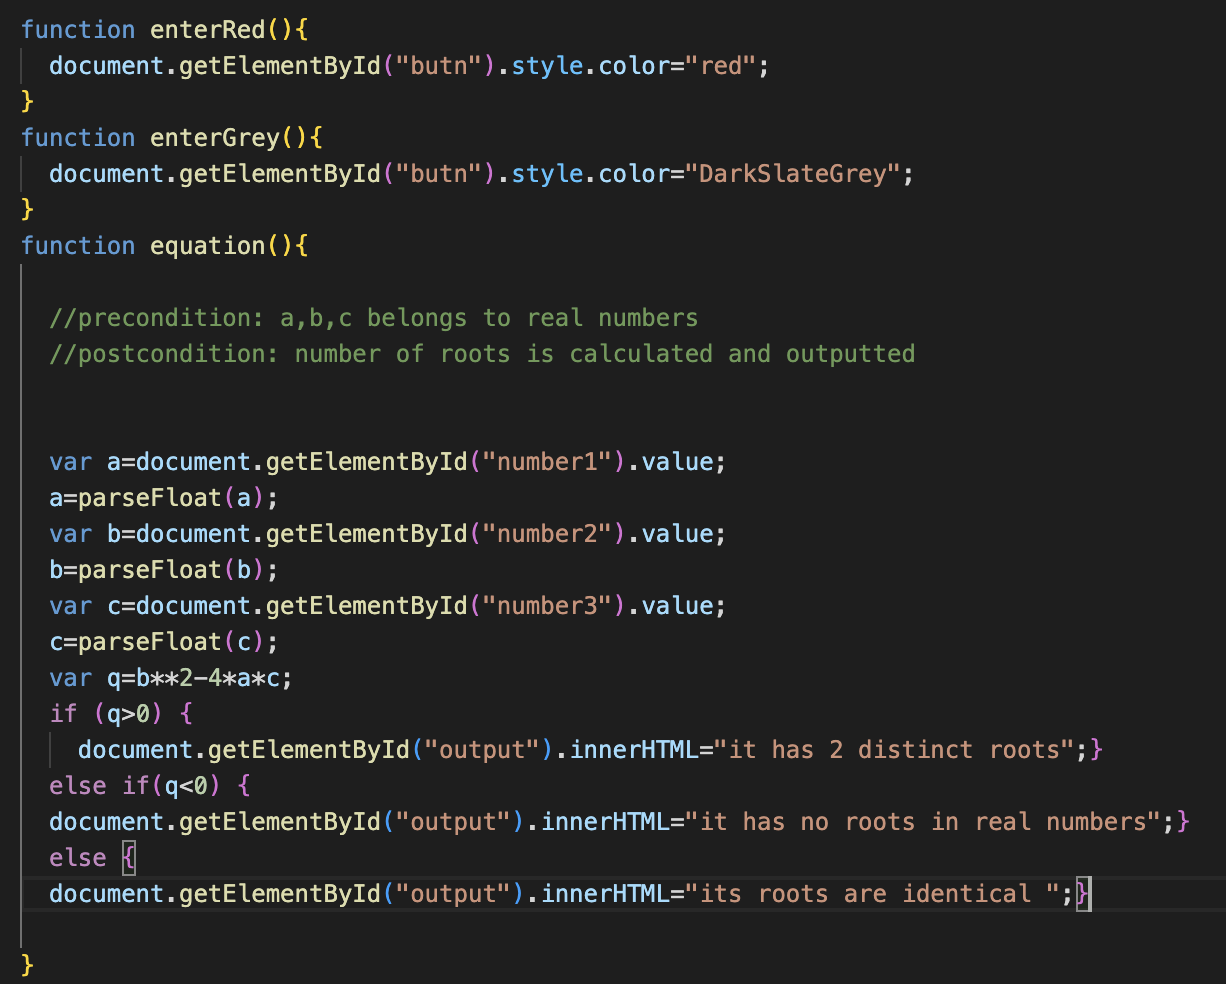 function enterRed(){
  document.getElementById("butn").style.color="red";
}
function enterGrey(){
  document.getElementById("butn").style.color="DarkSlateGrey";
}
function equation(){
  //precondition: a,b,c belongs to real numbers
  //postcondition: number of roots is calculated and outputted
  var a=document.getElementById("number1").value;
  a=parseFloat(a);
  var b=document.getElementById("number2").value;
  b=parseFloat(b);
  var c=document.getElementById("number3").value;
  c=parseFloat(c);
  var q=b**2-4*a*c;
  if (q>0) {
    document.getElementById("output").innerHTML="it has 2 distinct roots";}
  else if(q<0) {
  document.getElementById("output").innerHTML="it has no roots in real numbers";}
  else {
  document.getElementById("output").innerHTML="its roots are identical ";}
}